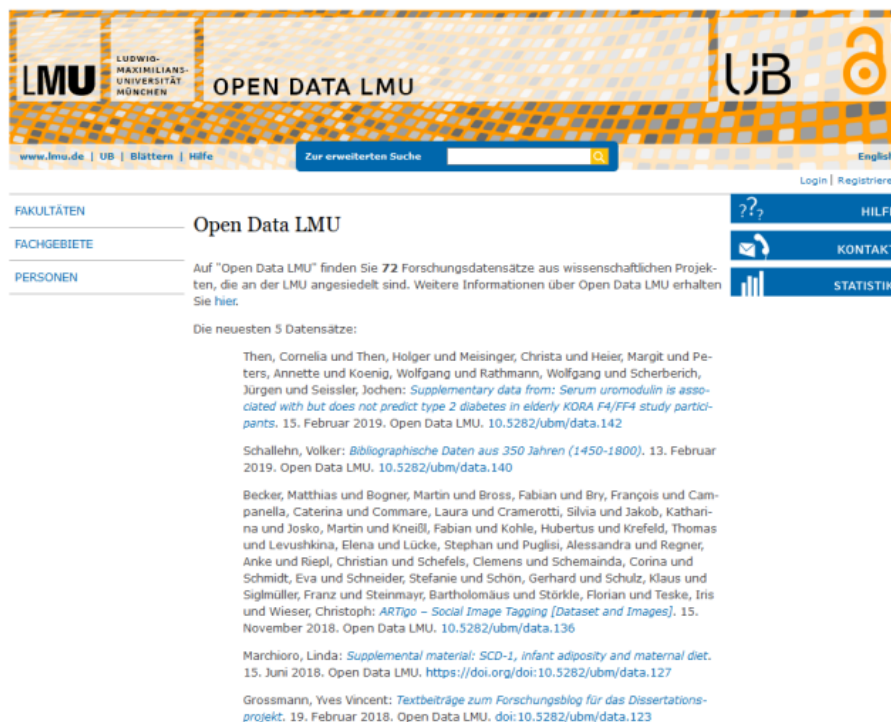 LMU
LUDWIG-
MAXIMILIANS-
UNIVERSITÄT
MÜNCHEN
OPEN DATA LMU
UB
www.lmu.de | UB | Blättern | Hilfe
Zur erweiterten Suche
English
Login | Registriere
FAKULTÄTEN
FACHGEBIETE
PERSONEN
Open Data LMU
Auf "Open Data LMU" finden Sie 72 Forschungsdatensätze aus wissenschaftlichen Projek-
ten, die an der LMU angesiedelt sind. Weitere Informationen über Open Data LMU erhalten
Sie hier.
Die neuesten 5 Datensätze:
Then, Cornelia und Then, Holger und Meisinger, Christa und Heier, Margit und Pe-
ters, Annette und Koenig, Wolfgang und Rathmann, Wolfgang und Scherberich,
Jürgen und Seissler, Jochen: Supplementary data from: Serum uromodulin is asso-
ciated with but does not predict type 2 diabetes in elderly KORA F4/FF4 study partici-
pants. 15. Februar 2019. Open Data LMU. 10.5282/ubm/data.142
Schallehn, Volker: Bibliographische Daten aus 350 Jahren (1450-1800). 13. Februar
2019. Open Data LMU. 10.5282/ubm/data.140
Becker, Matthias und Bogner, Martin und Bross, Fabian und Bry, François und Cam-
panella, Caterina und Commare, Laura und Cramerotti, Silvia und Jakob, Kathari-
na und Josko, Martin und Kneißl, Fabian und Kohle, Hubertus und Krefeld, Thomas
und Levushkina, Elena und Lücke, Stephan und Puglisi, Alessandra und Regner,
Anke und Riepl, Christian und Schefels, Clemens und Schemainda, Corina und
Schmidt, Eva und Schneider, Stefanie und Schön, Gerhard und Schulz, Klaus und
Siglmüller, Franz und Steinmayr, Bartholomäus und Störkle, Florian und Teske, Iris
und Wieser, Christoph: ARTigo – Social Image Tagging [Dataset and Images]. 15.
November 2018. Open Data LMU. 10.5282/ubm/data.136
Marchioro, Linda: Supplemental material: SCD-1, infant adiposity and maternal diet.
15. Juni 2018. Open Data LMU. https://doi.org/doi:10.5282/ubm/data.127
Grossmann, Yves Vincent: Textbeiträge zum Forschungsblog für das Dissertations-
projekt. 19. Februar 2018. Open Data LMU. doi:10.5282/ubm/data.123
???
HILFE
KONTAKT
STATISTIK